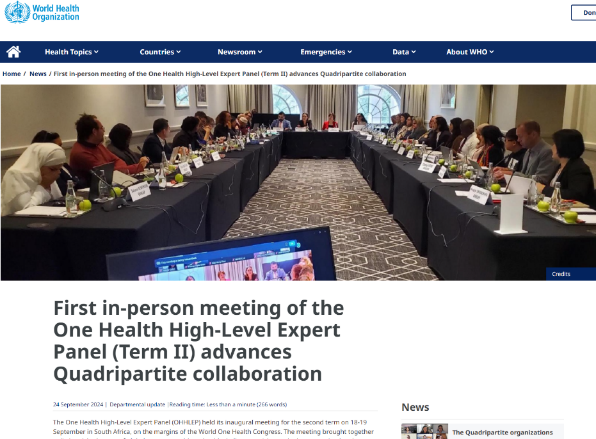 World Health
Organization
Don
Health Topics
Countries
Newsroom
Emergencies
Data
About WHO
Home / News / First in-person meeting of the One Health High-Level Expert Panel (Term II) advances Quadripartite collaboration
Credits
First in-person meeting of the
One Health High-Level Expert
Panel (Term II) advances
Quadripartite collaboration
24 September 2024 | Departmental update | Reading time: Less than a minute (256 words)
The One Health High-Level Expert Panel (OHHLEP) held its inaugural meeting for the second term on 18-19
September in South Africa, on the margins of the World One Health Congress. The meeting brought together
News
The Quadripartite organizations